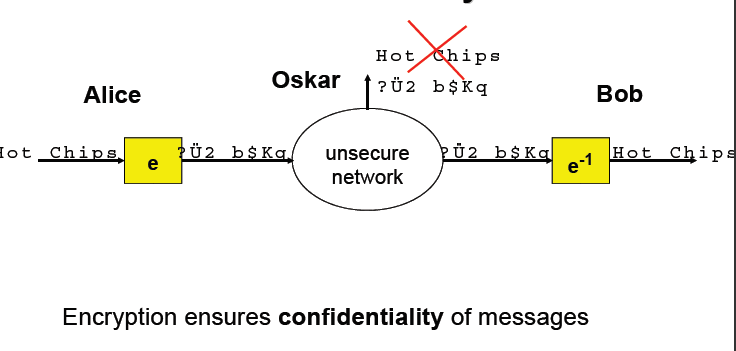 Hot Chips
?Ü2 b$Kq
Oskar
Alice
Bob
Hot Chips
e
?Ü2 b$Kq
unsecure
network
?Ü2 b$Kq
e-1
Hot Chips
Encryption ensures confidentiality of messages